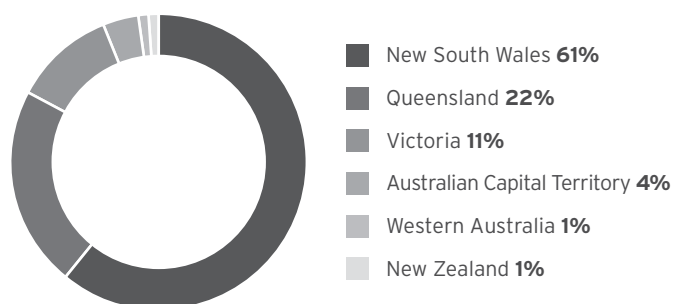 New South Wales 61%
Queensland 22%
Victoria 11%
Australian Capital Territory 4%
Western Australia 1%
New Zealand 1%